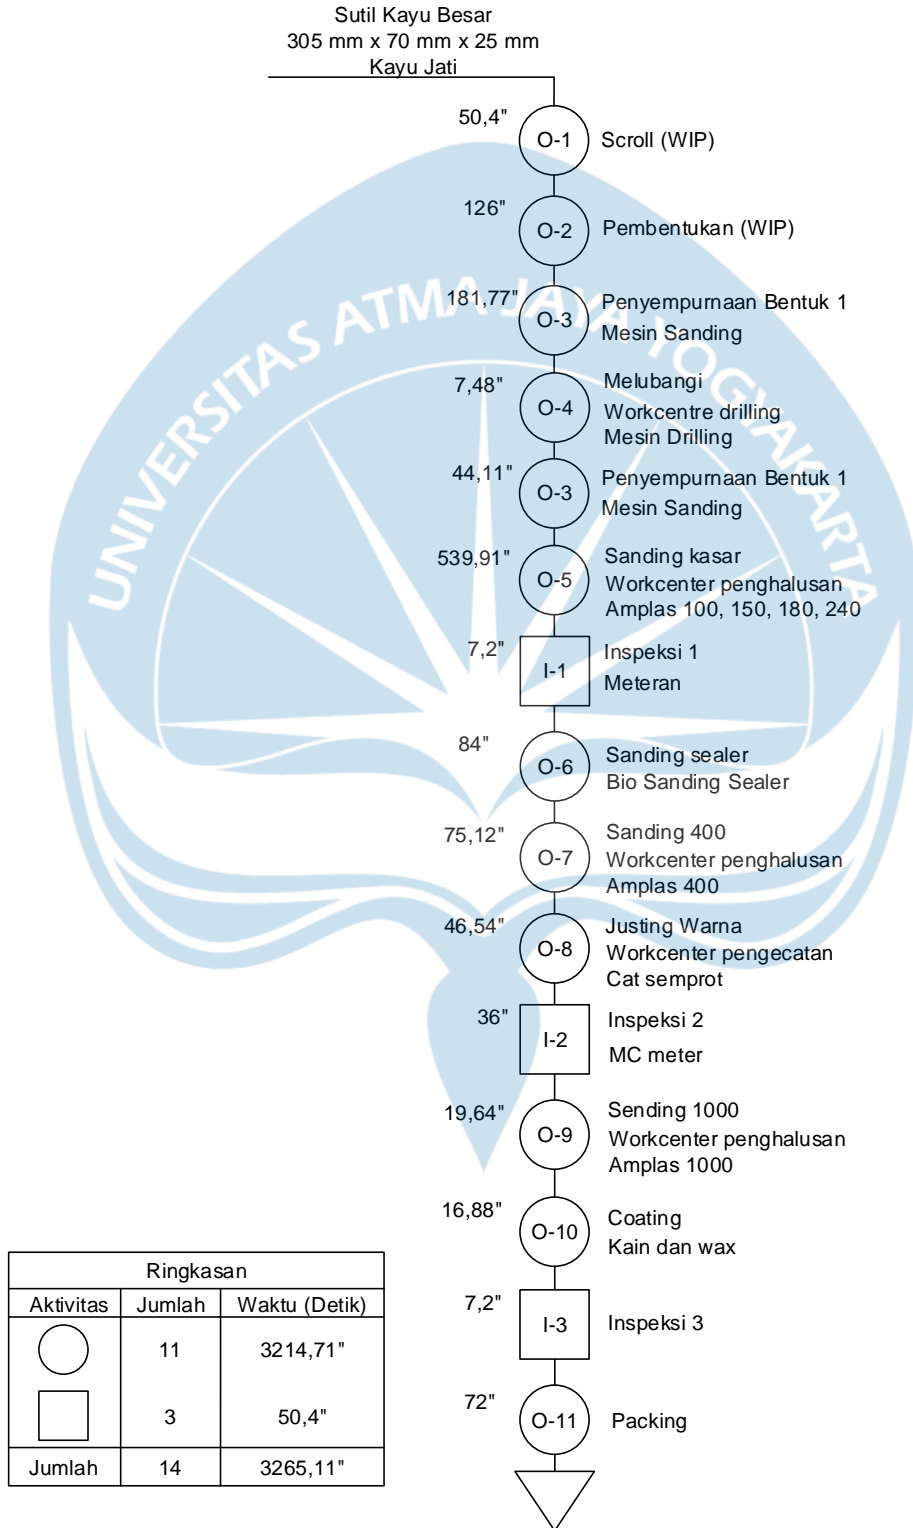 Sutil Kayu Besar
305 mm x 70 mm x 25 mm
Kayu Jati
50,4"
O-1
Scroll (WIP)
126"
O-2
Pembentukan (WIP)
181,77"
O-3
Penyempurnaan Bentuk 1
Mesin Sanding
7,48"
O-4
Melubangi
Workcentre drilling
Mesin Drilling
44,11"
O-3
Penyempurnaan Bentuk 1
Mesin Sanding
539,91"
O-5
Sanding kasar
Workcenter penghalusan
Amplas 100, 150, 180, 240
7,2"
I-1
Inspeksi 1
Meteran
84"
O-6
Sanding sealer
Bio Sanding Sealer
75,12"
O-7
Sanding 400
Workcenter penghalusan
Amplas 400
46,54"
O-8
Justing Warna
Workcenter pengecatan
Cat semprot
36"
I-2
Inspeksi 2
MC meter
19,64"
O-9
Sending 1000
Workcenter penghalusan
Amplas 1000
16,88"
O-10
Coating
Kain dan wax
7,2"
I-3
Inspeksi 3
72"
O-11
Packing
Ringkasan
Aktivitas Jumlah Waktu (Detik)
11 3214,71"
3 50,4"
Jumlah 14 3265,11"
UNIVERSITAS ATMA JAYA YOGYAKARTA